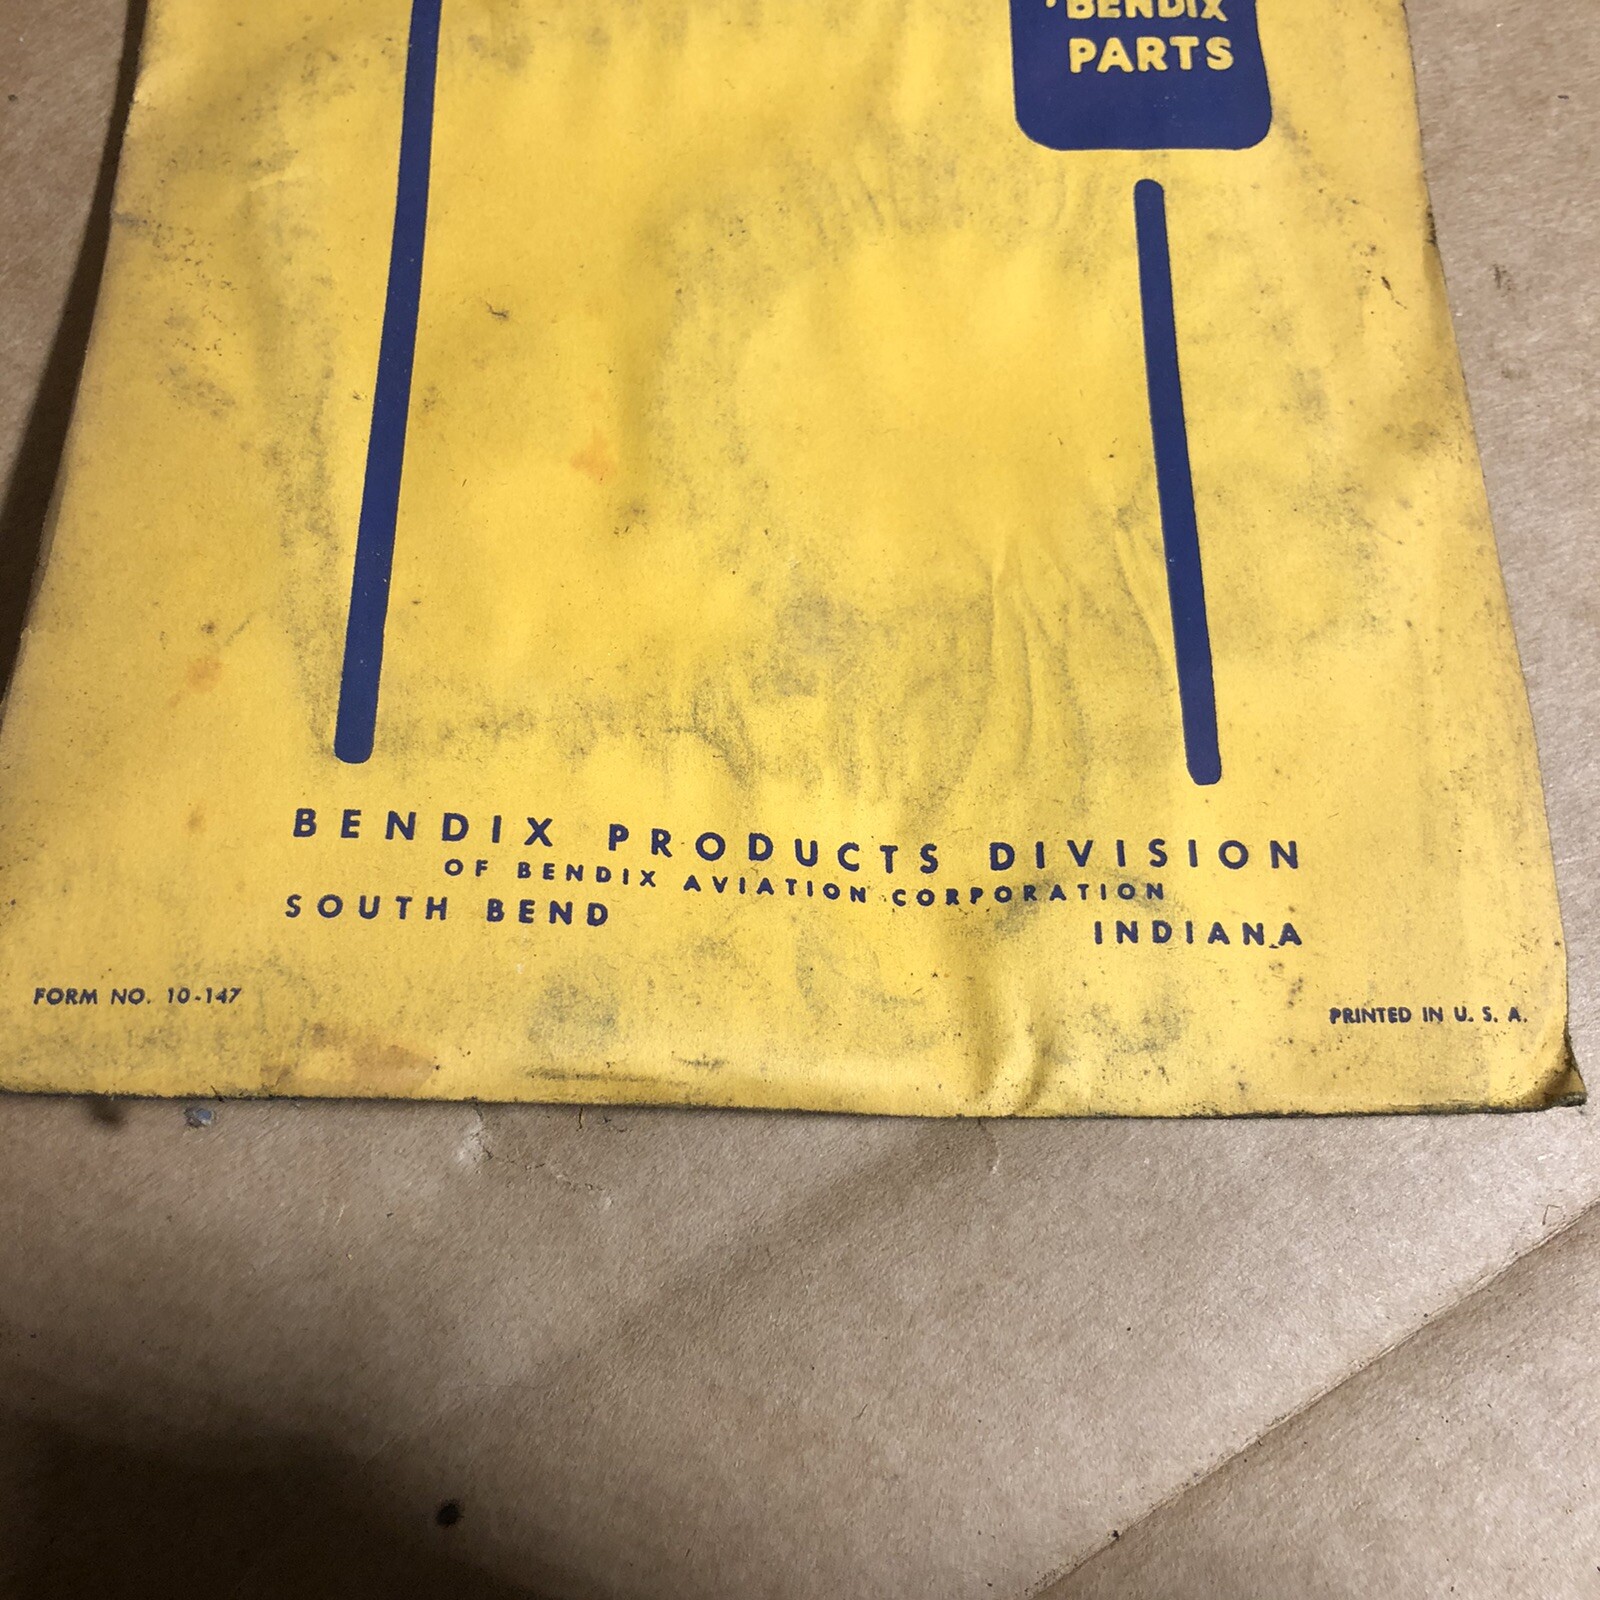 BENDIX
PARTS
BENDIX PRODUCTS DIVISION
OF BENDIX AVIATION CORPORATION
SOUTH BEND INDIANA
FORM NO. 10-147 PRINTED IN U. S. A.